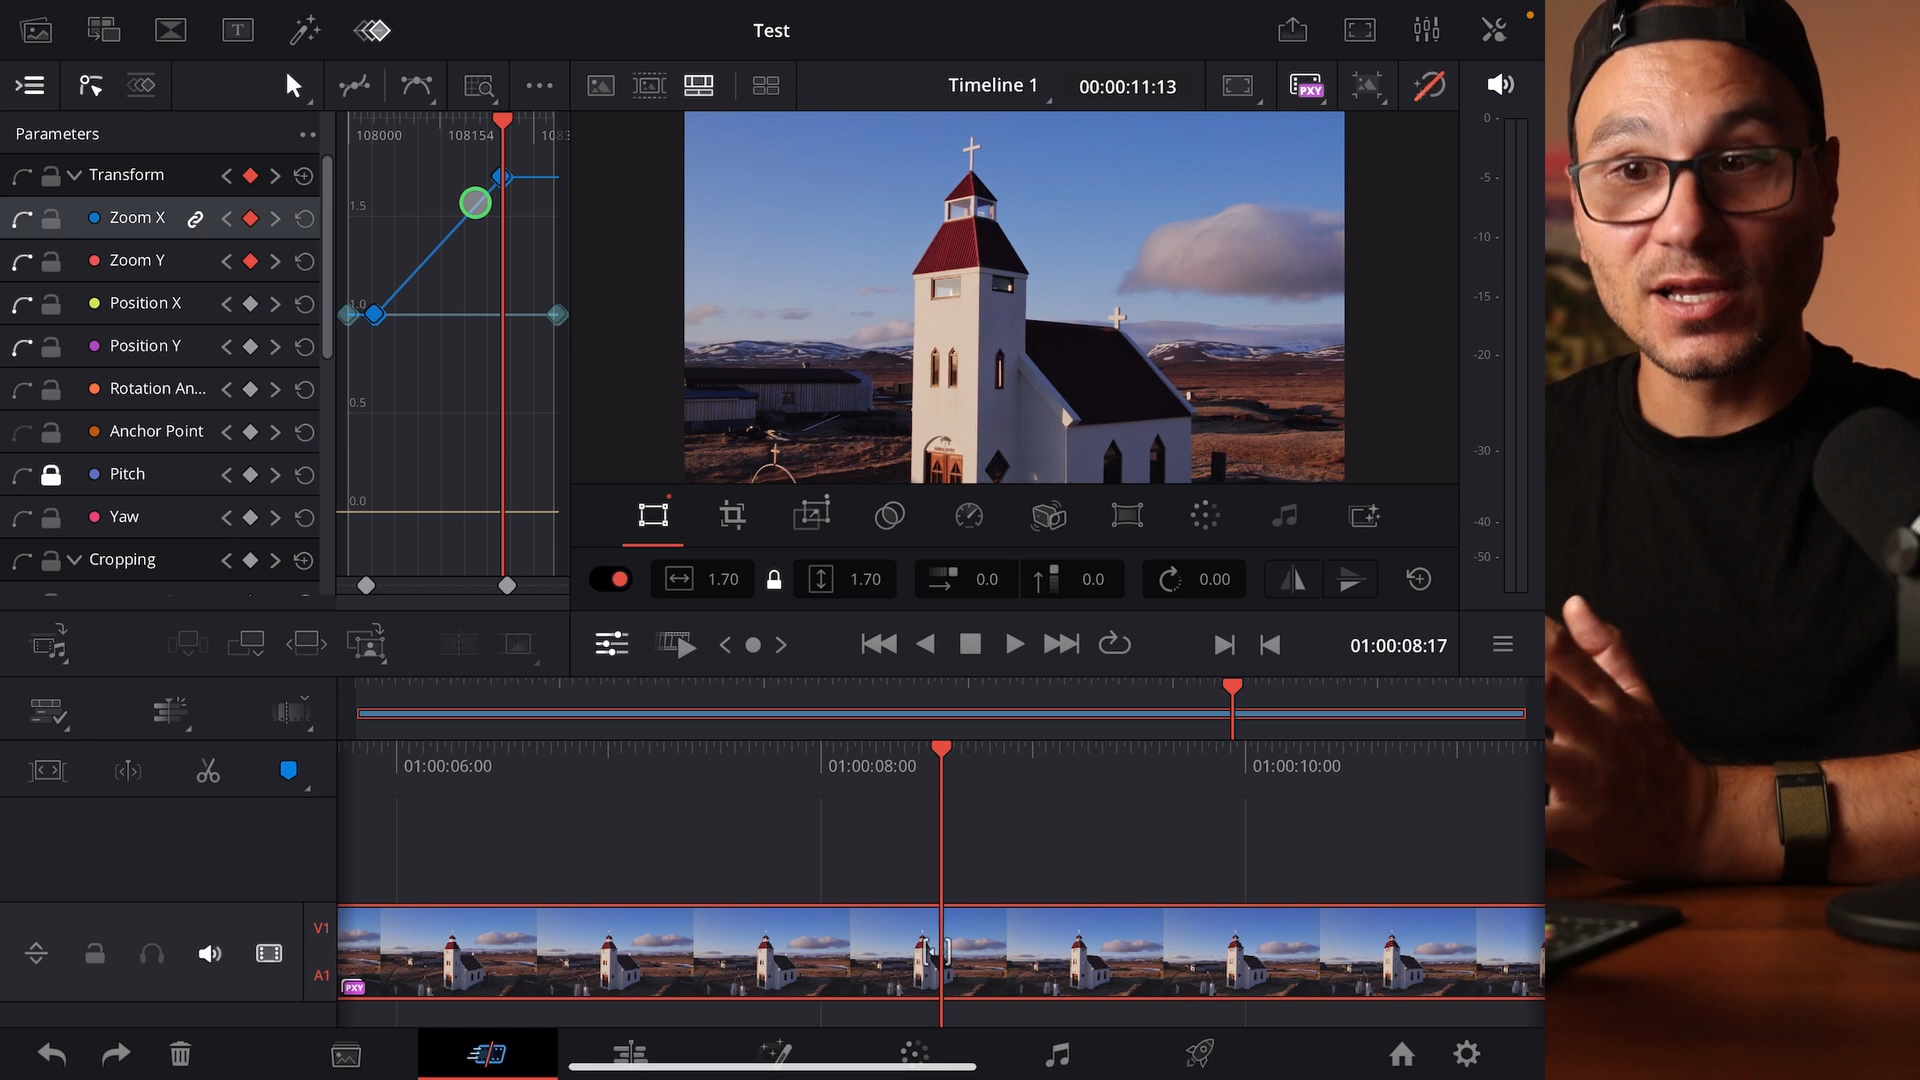 Test
Timeline 1
00:00:11:13
PXY
Parameters
108000
108154
1083
Transform
Zoom X
Zoom Y
Position X
Position Y
Rotation An...
Anchor Point
Pitch
Yaw
Cropping
1.5
1.0
0.5
0.0
0
-5
-10
-15
-20
-30
-40
-50
1.70
1.70
0.0
0.0
0.00
01:00:08:17
01:00:06:00
01:00:08:00
01:00:10:00
V1
A1
PXY